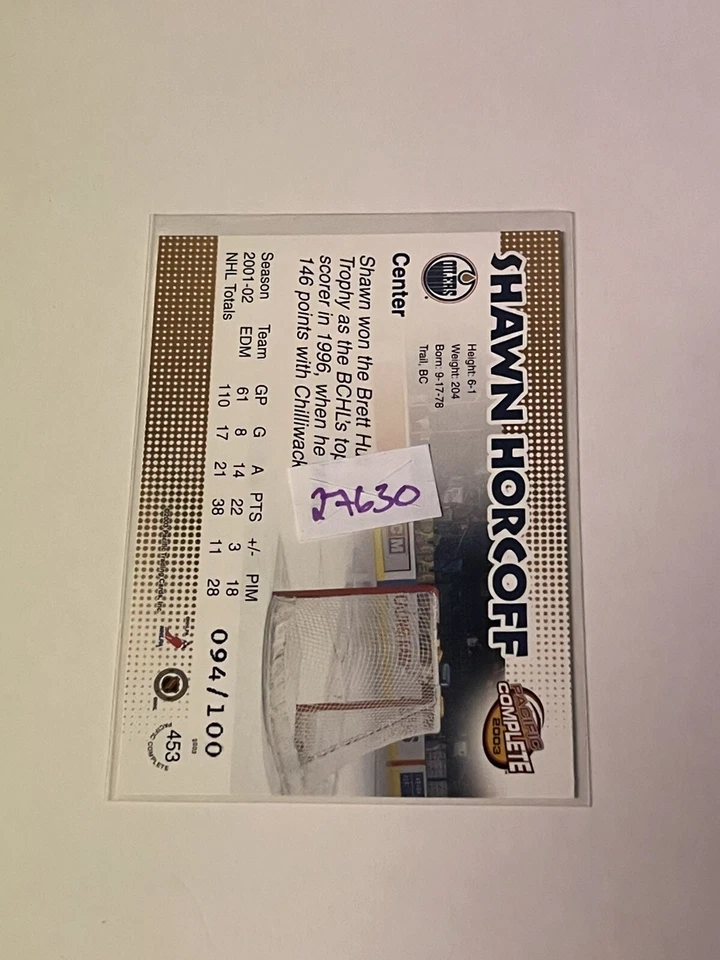 SHAWN HORCOFF
PACIFIC
COMPLETE
2003
OILERS
Height: 6-1
Weight: 204
Born: 9-17-78
Trail, BC
Center
Shawn won the Brett Hu
Trophy as the BCHL's top
scorer in 1996, when he
146 points with Chilliwack
27630
Season Team GP G A PTS +/- PIM
2001-02 EDM 61 8 14 22 3 18
NHL Totals 110 17 21 38 11 28
094/100
453
COMPLETE